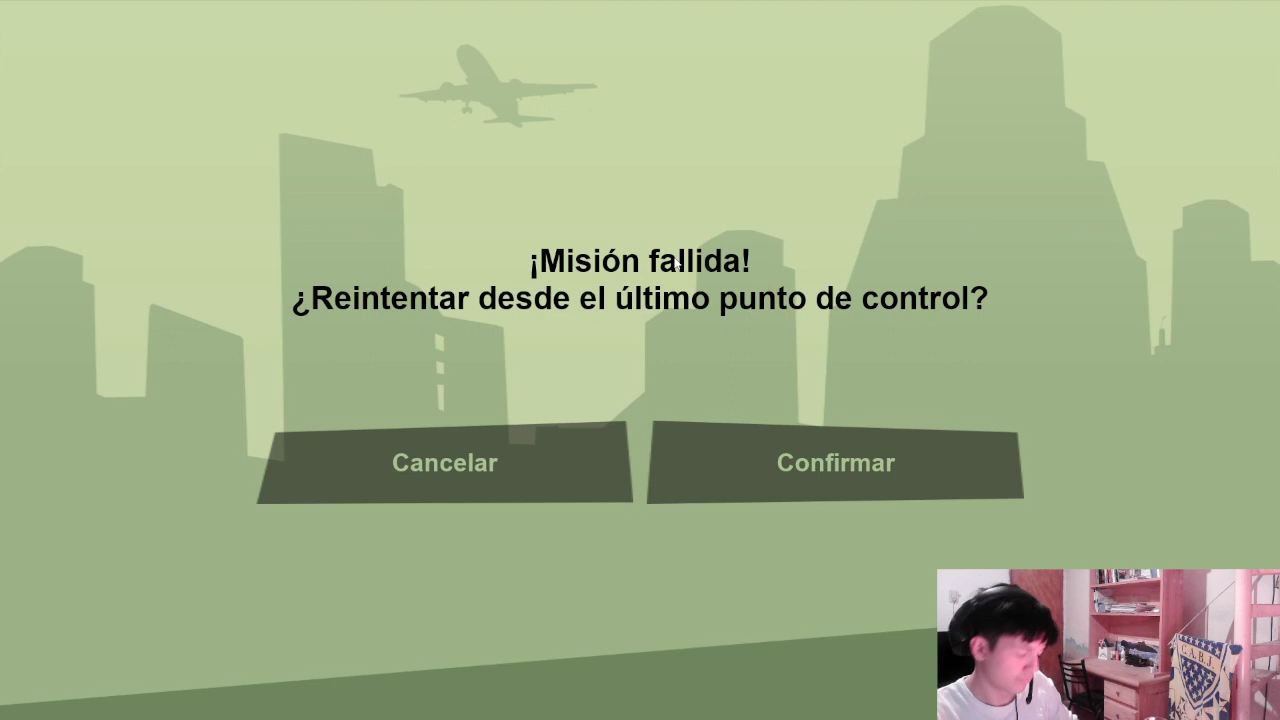 ¡Misión fallida!
¿Reintentar desde el último punto de control?
Cancelar
Confirmar
C.A.B.J.